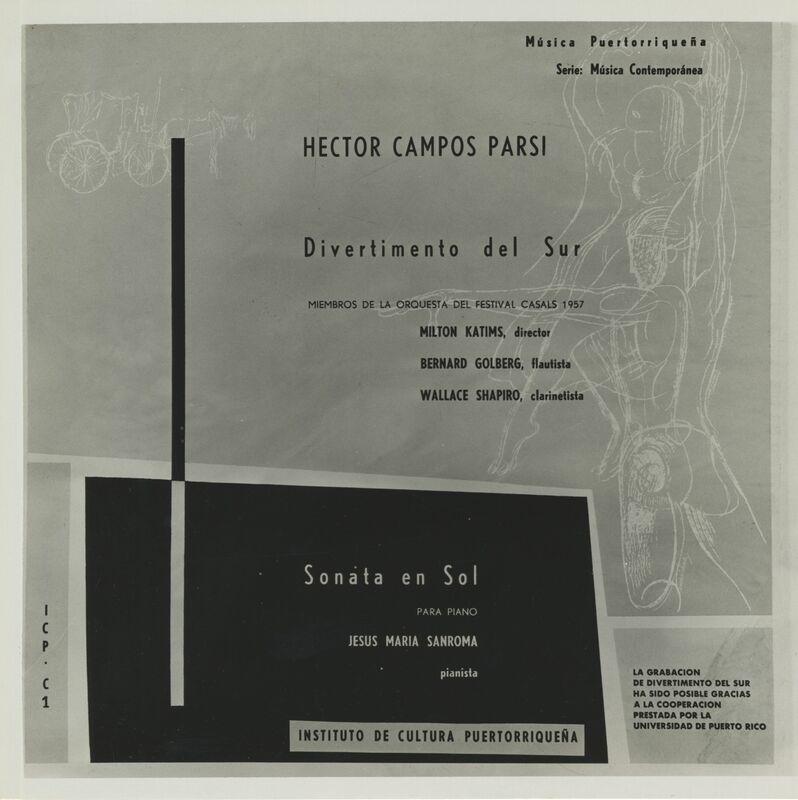 Música Puertorriqueña
Serie: Música Contemporánea
HECTOR CAMPOS PARSI
Divertimento del Sur
MIEMBROS DE LA ORQUESTA DEL FESTIVAL CASALS 1957
MILTON KATIMS, director
BERNARD GOLBERG, flautista
WALLACE SHAPIRO, clarinetista
Sonata en Sol
PARA PIANO
JESUS MARIA SANROMA
pianista
INSTITUTO DE CULTURA PUERTORRIQUEÑA
ICP·C1
LA GRABACION
DE DIVERTIMENTO DEL SUR
HA SIDO POSIBLE GRACIAS
A LA COOPERACION
PRESTADA POR LA
UNIVERSIDAD DE PUERTO RICO